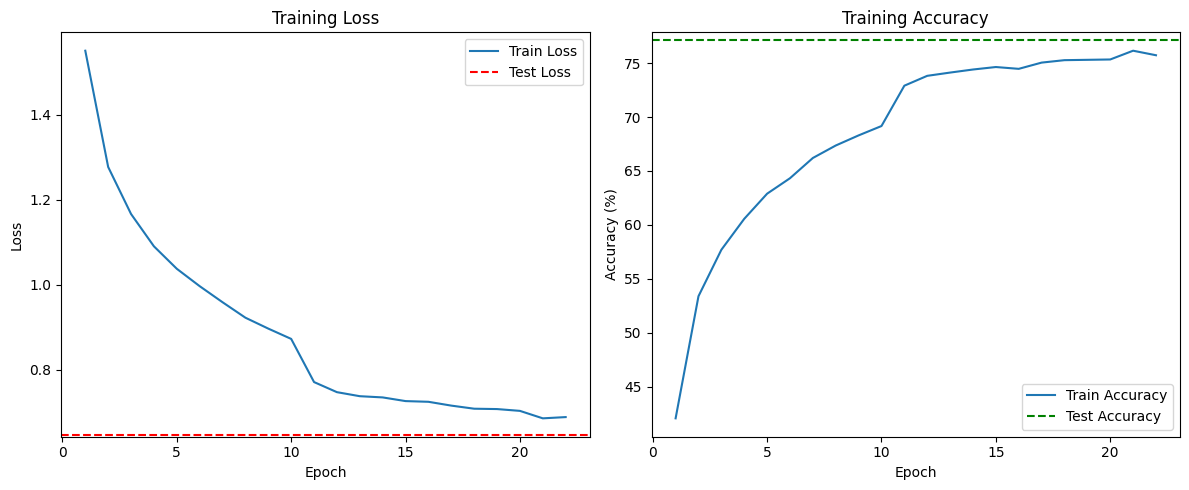 Training Loss
Train Loss
Test Loss
1.4
1.2
1.0
0.8
Loss
0
5
10
15
20
Epoch
Training Accuracy
75
70
65
60
55
50
45
Accuracy (%)
Train Accuracy
Test Accuracy
0
5
10
15
20
Epoch